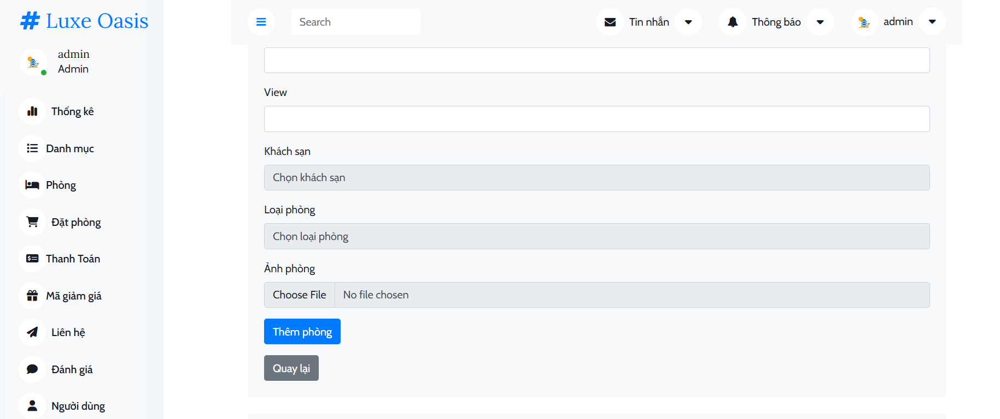 # Luxe Oasis
admin
Admin
Thống kê
Danh mục
Phòng
Đặt phòng
Thanh Toán
Mã giảm giá
Liên hệ
Đánh giá
Người dùng
Search
Tin nhắn
Thông báo
admin
View
Khách sạn
Chọn khách sạn
Loại phòng
Chọn loại phòng
Ảnh phòng
Choose File No file chosen
Thêm phòng
Quay lại